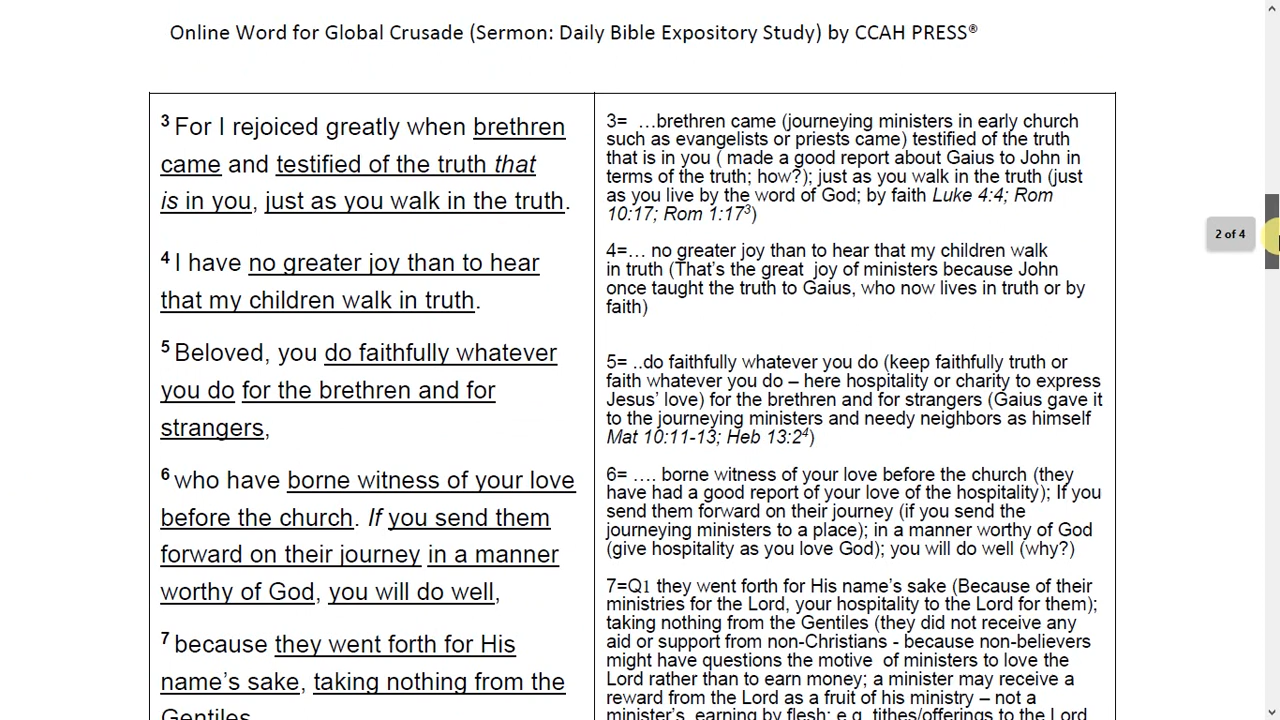 Online Word for Global Crusade (Sermon: Daily Bible Expository Study) by CCAH PRESS®
3 For I rejoiced greatly when brethren
came and testified of the truth that
is in you, just as you walk in the truth.
4 I have no greater joy than to hear
that my children walk in truth.
5 Beloved, you do faithfully whatever
you do for the brethren and for
strangers,
6 who have borne witness of your love
before the church. If you send them
forward on their journey in a manner
worthy of God, you will do well,
7 because they went forth for His
name's sake, taking nothing from the
Gentiles
3= …brethren came (journeying ministers in early church
such as evangelists or priests came) testified of the truth
that is in you ( made a good report about Gaius to John in
terms of the truth; how?); just as you walk in the truth (just
as you live by the word of God; by faith Luke 4:4; Rom
10:17; Rom 1:17³)
4=… no greater joy than to hear that my children walk
in truth (That's the great joy of ministers because John
once taught the truth to Gaius, who now lives in truth or by
faith)
5= ..do faithfully whatever you do (keep faithfully truth or
faith whatever you do – here hospitality or charity to express
Jesus' love) for the brethren and for strangers (Gaius gave it
to the journeying ministers and needy neighbors as himself
Mat 10:11-13; Heb 13:2⁴)
6= …. borne witness of your love before the church (they
have had a good report of your love of the hospitality); If you
send them forward on their journey (if you send the
journeying ministers to a place); in a manner worthy of God
(give hospitality as you love God); you will do well (why?)
7=Q1 they went forth for His name's sake (Because of their
ministries for the Lord, your hospitality to the Lord for them);
taking nothing from the Gentiles (they did not receive any
aid or support from non-Christians - because non-believers
might have questions the motive of ministers to love the
Lord rather than to earn money; a minister may receive a
reward from the Lord as a fruit of his ministry – not a
minister's earning by flesh; e.g. tithes/offerings to the Lord
2 of 4